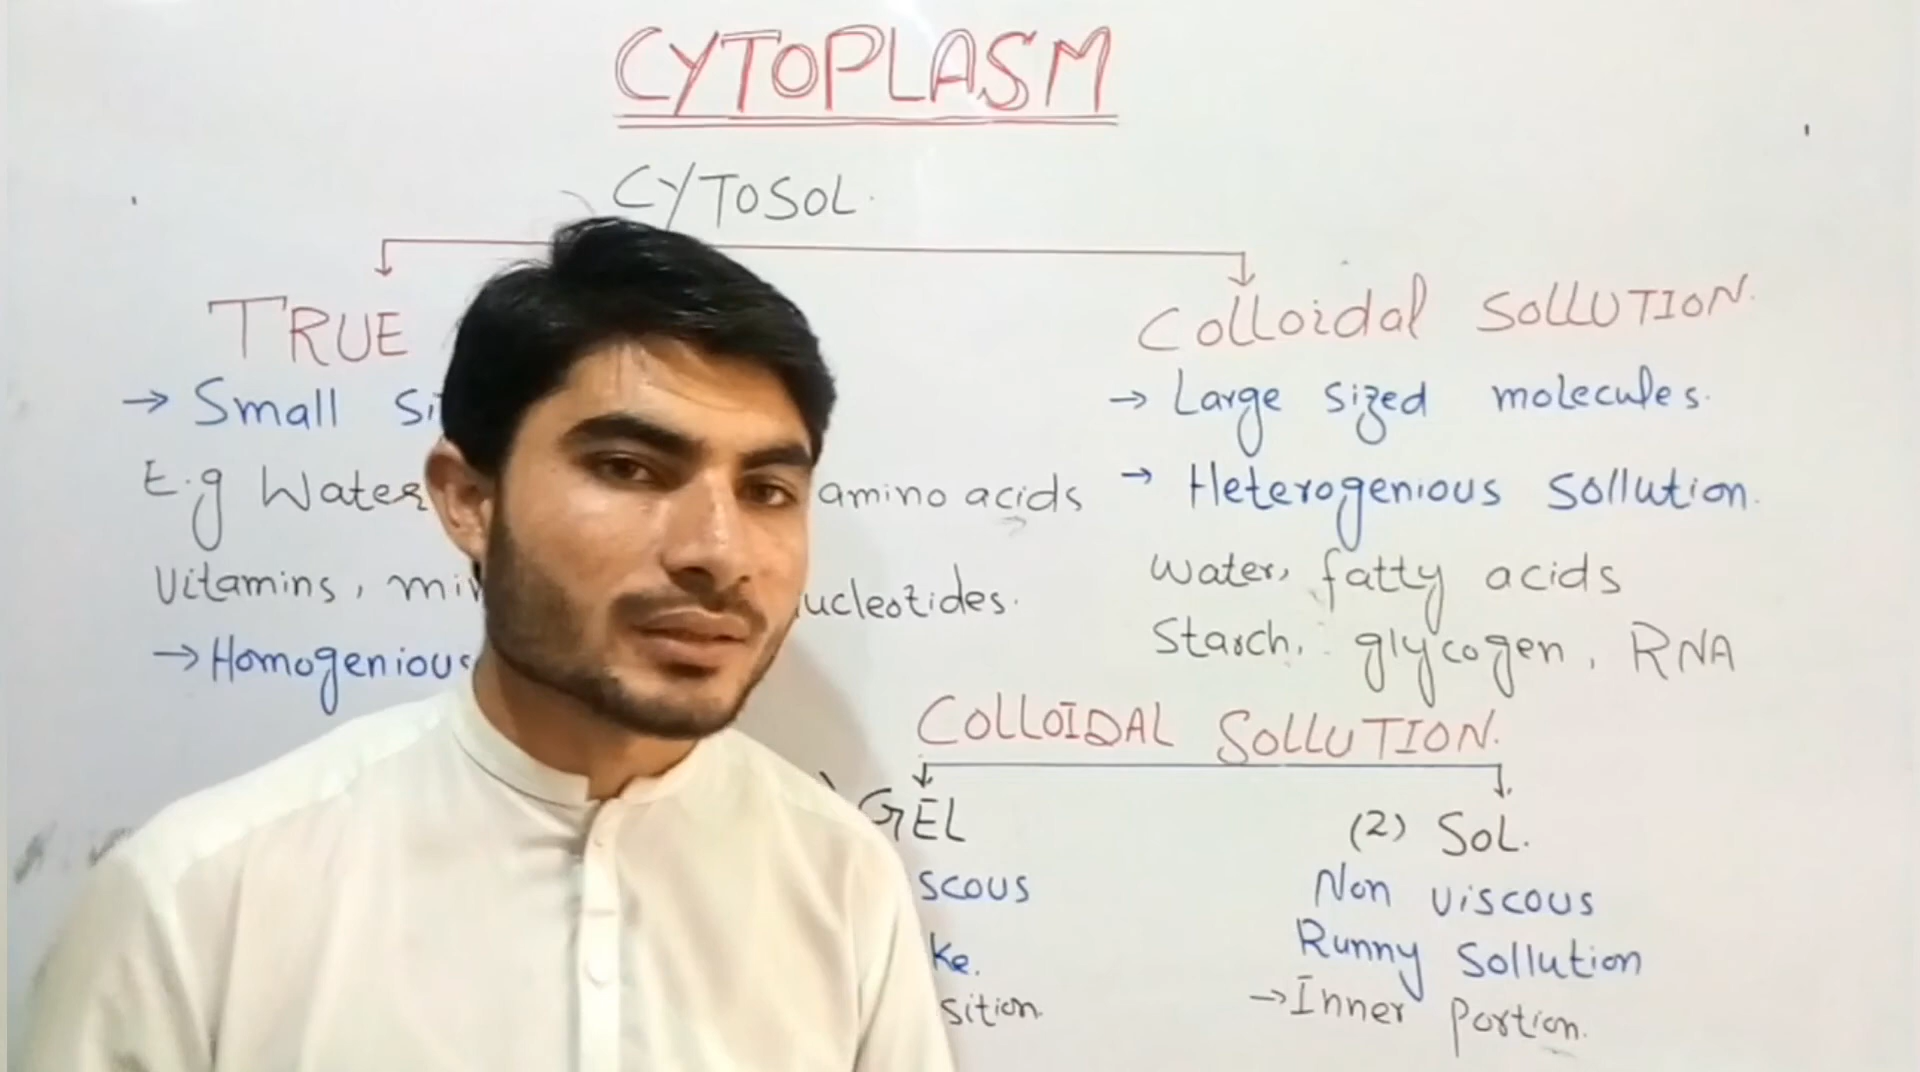 CYTOPLASM
CYTOSOL.
TRUE
→ Small
E.g Water amino acids
Vitamins, ucleotides.
→ Homogenious
Colloidal SOLLUTION.
→ Large sized molecules.
→ Heterogenious Sollution.
Water, fatty acids
Starch, glycogen, RNA
COLLOIDAL SOLLUTION.
GEL
scous
ke.
sition.
(2) SOL.
Non viscous
Runny Sollution
→ Inner portion.